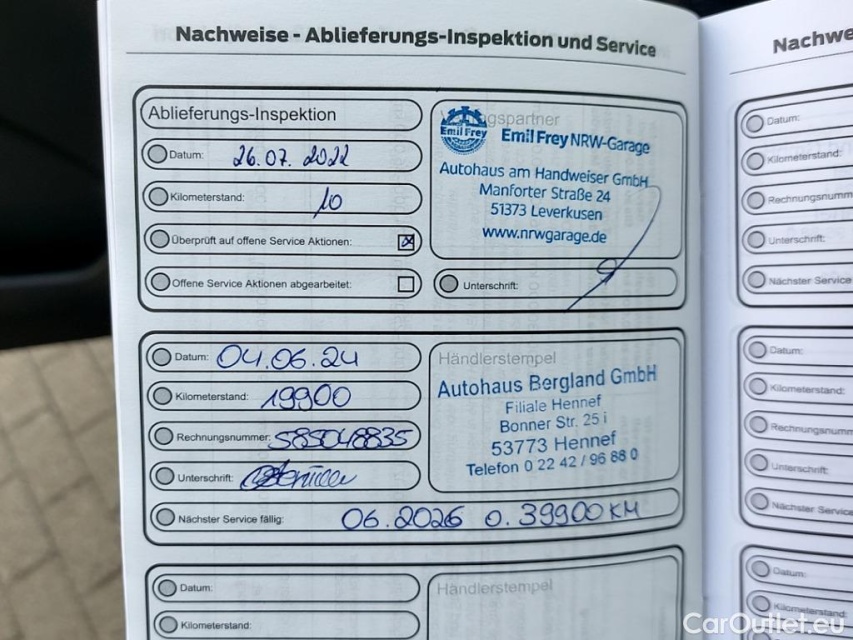 Nachweise - Ablieferungs-Inspektion und Service
Ablieferungs-Inspektion
Datum: 26.07. 2022
Kilometerstand: 10
Überprüft auf offene Service Aktionen: ☒
Offene Service Aktionen abgearbeitet: ☐
gspartner
Emil Frey
Emil Frey NRW-Garage
Autohaus am Handweiser GmbH
Manforter Straße 24
51373 Leverkusen
www.nrwgarage.de
Unterschrift:
Datum: 04.06.24
Kilometerstand: 19900
Rechnungsnummer: 585048835
Unterschrift:
Nächster Service fällig: 06.2026 o. 39900 KM
Händlerstempel
Autohaus Bergland GmbH
Filiale Hennef
Bonner Str. 25 i
53773 Hennef
Telefon 0 22 42 / 96 88 0
Datum:
Kilometerstand:
Händlerstempel
Nachwe
Datum:
Kilometerstand:
Rechnungsnumm
Unterschrift:
Nächster Service
Datum:
Kilometerstand:
Rechnungsnumm
Unterschrift:
Nächster Service
Datum:
Kilometerstand:
CarOutlet.eu